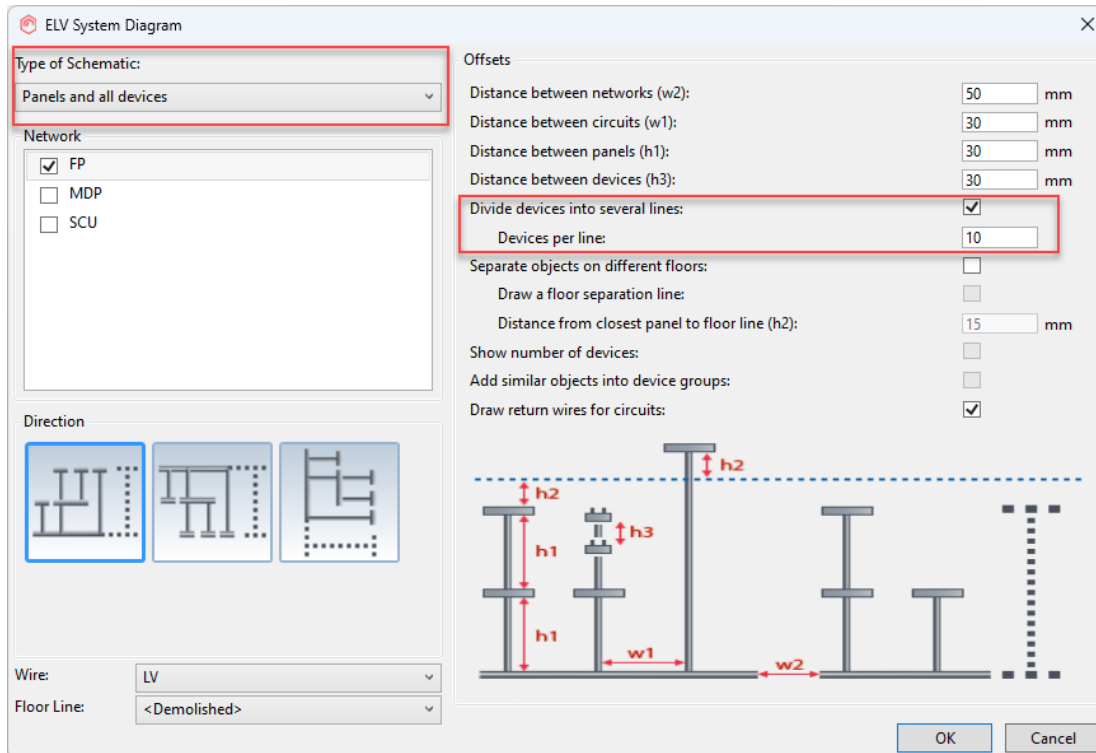 ELV System Diagram
Type of Schematic:
Panels and all devices
Network
FP
MDP
SCU
Direction
Wire:
LV
Floor Line:
<Demolished>
Offsets
Distance between networks (w2): 50 mm
Distance between circuits (w1): 30 mm
Distance between panels (h1): 30 mm
Distance between devices (h3): 30 mm
Divide devices into several lines:
Devices per line: 10
Separate objects on different floors:
Draw a floor separation line:
Distance from closest panel to floor line (h2): 15 mm
Show number of devices:
Add similar objects into device groups:
Draw return wires for circuits:
h2
h2
h3
h1
h1
w1
w2
OK Cancel